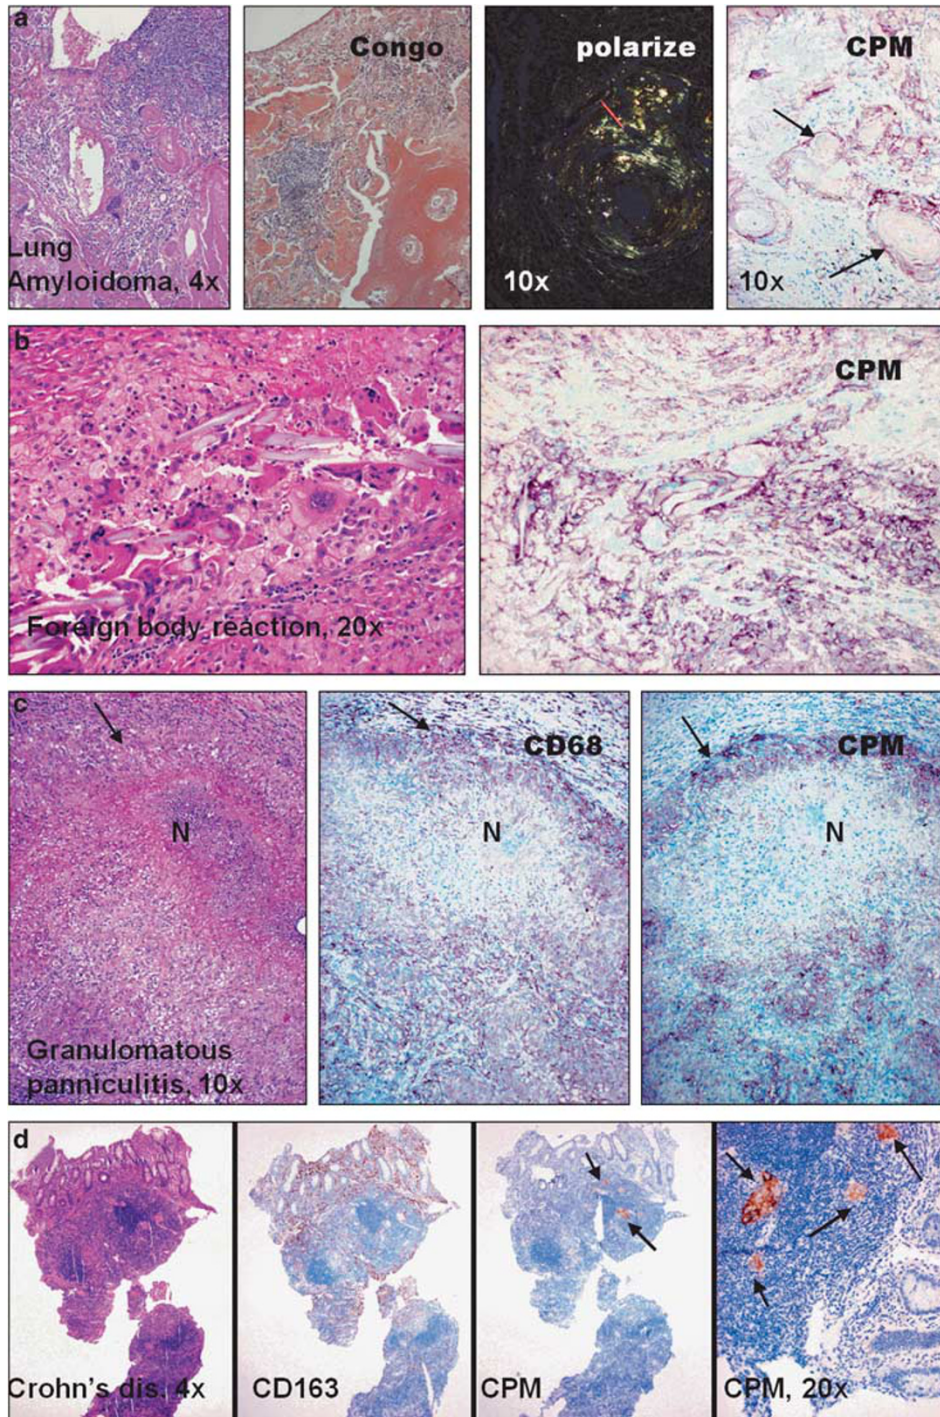 a
Congo
polarize
CPM
Lung
Amyloidoma, 4x
10x
10x
b
CPM
Foreign body reaction, 20x
c
CD68
CPM
N
N
N
Granulomatous
panniculitis, 10x
d
Crohn's dis, 4x
CD163
CPM
CPM, 20x